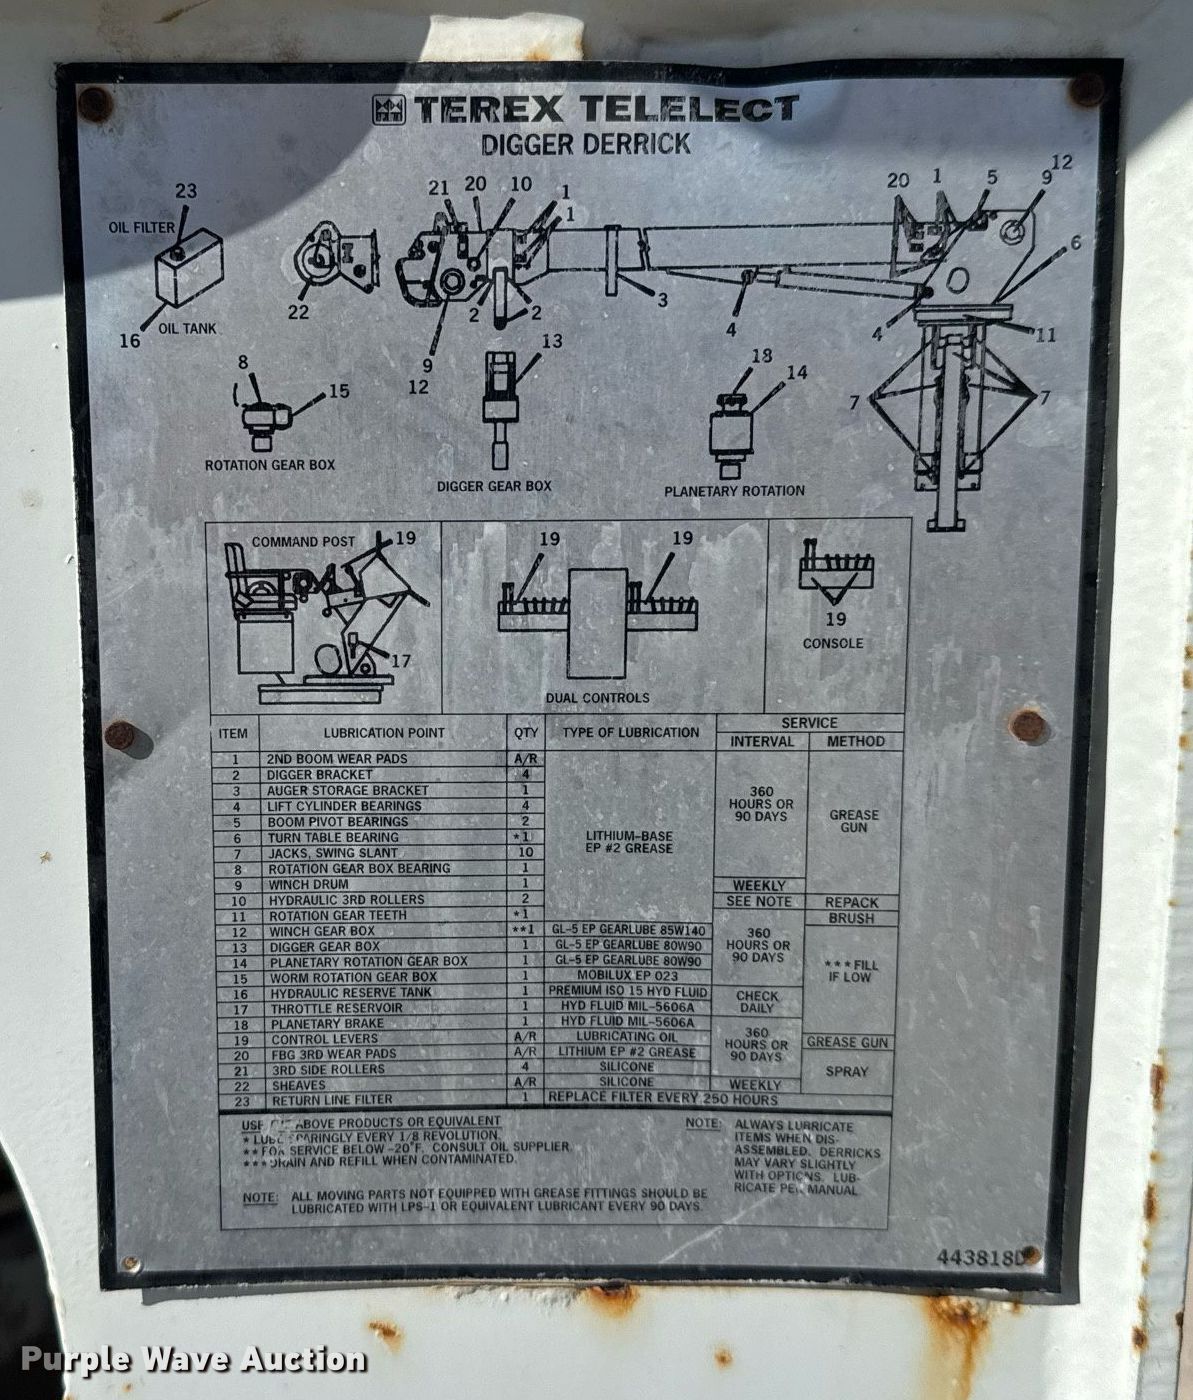 TEREX TELELECT
DIGGER DERRICK
23
OIL FILTER
16
OIL TANK
22
21
20
10
1
1
2
2
9
12
3
4
20
1
5
9
12
6
4
11
7
7
8
15
ROTATION GEAR BOX
13
DIGGER GEAR BOX
18
14
PLANETARY ROTATION
COMMAND POST
19
17
19
19
DUAL CONTROLS
19
CONSOLE
ITEM LUBRICATION POINT QTY TYPE OF LUBRICATION SERVICE
INTERVAL METHOD
1 2ND BOOM WEAR PADS A/R
2 DIGGER BRACKET 4
3 AUGER STORAGE BRACKET 1
4 LIFT CYLINDER BEARINGS 4
5 BOOM PIVOT BEARINGS 2
6 TURN TABLE BEARING *1
7 JACKS, SWING SLANT 10
8 ROTATION GEAR BOX BEARING 1
9 WINCH DRUM 1
10 HYDRAULIC 3RD ROLLERS 2
11 ROTATION GEAR TEETH *1
LITHIUM-BASE
EP #2 GREASE
360
HOURS OR
90 DAYS
GREASE
GUN
WEEKLY
SEE NOTE REPACK
BRUSH
12 WINCH GEAR BOX **1 GL-5 EP GEARLUBE 85W140
13 DIGGER GEAR BOX 1 GL-5 EP GEARLUBE 80W90
14 PLANETARY ROTATION GEAR BOX 1 GL-5 EP GEARLUBE 80W90
15 WORM ROTATION GEAR BOX 1 MOBILUX EP 023
360
HOURS OR
90 DAYS
***FILL
IF LOW
16 HYDRAULIC RESERVE TANK 1 PREMIUM ISO 15 HYD FLUID
17 THROTTLE RESERVOIR 1 HYD FLUID MIL-5606A
CHECK
DAILY
18 PLANETARY BRAKE 1 HYD FLUID MIL-5606A
19 CONTROL LEVERS A/R LUBRICATING OIL GREASE GUN
20 FBG 3RD WEAR PADS A/R LITHIUM EP #2 GREASE
21 3RD SIDE ROLLERS 4 SILICONE
360
HOURS OR
90 DAYS
SPRAY
22 SHEAVES A/R SILICONE WEEKLY
23 RETURN LINE FILTER 1 REPLACE FILTER EVERY 250 HOURS
USE ABOVE PRODUCTS OR EQUIVALENT
* LUBE SPARINGLY EVERY 1/8 REVOLUTION.
** FOR SERVICE BELOW -20°F. CONSULT OIL SUPPLIER.
*** DRAIN AND REFILL WHEN CONTAMINATED.
NOTE: ALL MOVING PARTS NOT EQUIPPED WITH GREASE FITTINGS SHOULD BE
LUBRICATED WITH LPS-1 OR EQUIVALENT LUBRICANT EVERY 90 DAYS.
NOTE: ALWAYS LUBRICATE
ITEMS WHEN DIS-
ASSEMBLED. DERRICKS
MAY VARY SLIGHTLY
WITH OPTIONS. LUB-
RICATE PER MANUAL
443818D
Purple Wave Auction